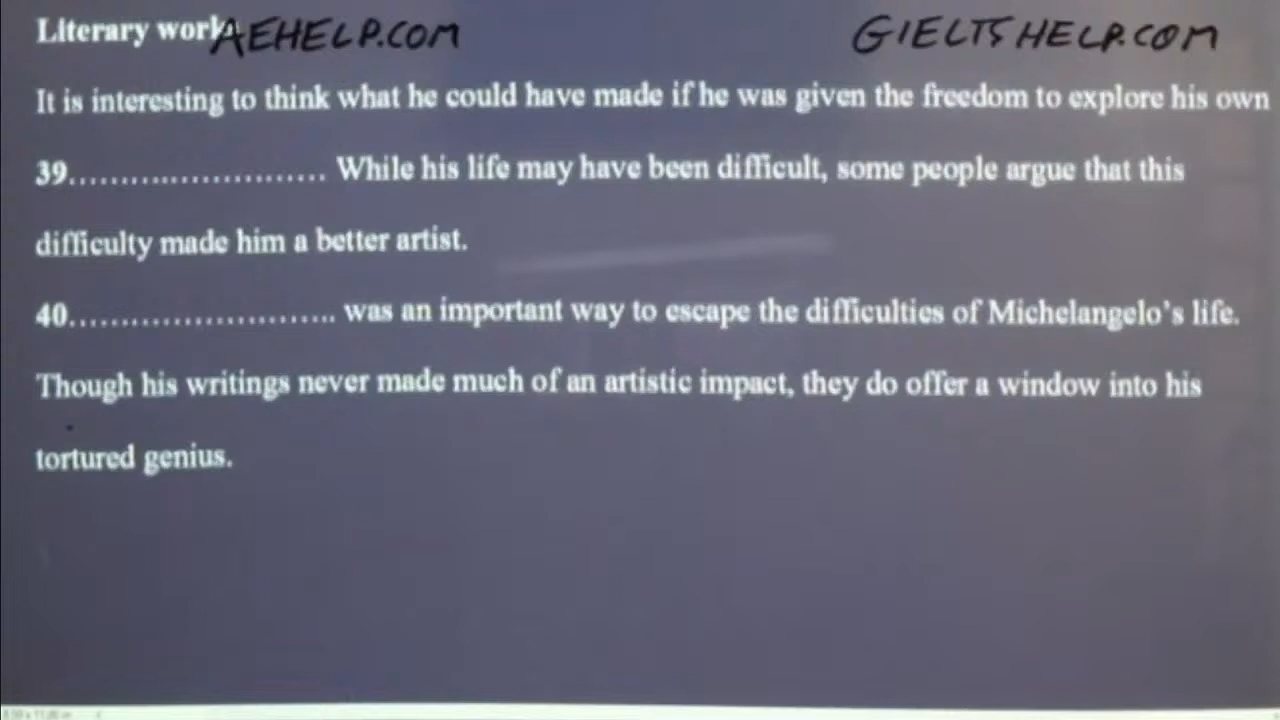 Literary work AEHELP.COM GIELTSHELP.COM
It is interesting to think what he could have made if he was given the freedom to explore his own
39.......................... While his life may have been difficult, some people argue that this
difficulty made him a better artist.
40........................... was an important way to escape the difficulties of Michelangelo's life.
Though his writings never made much of an artistic impact, they do offer a window into his
tortured genius.